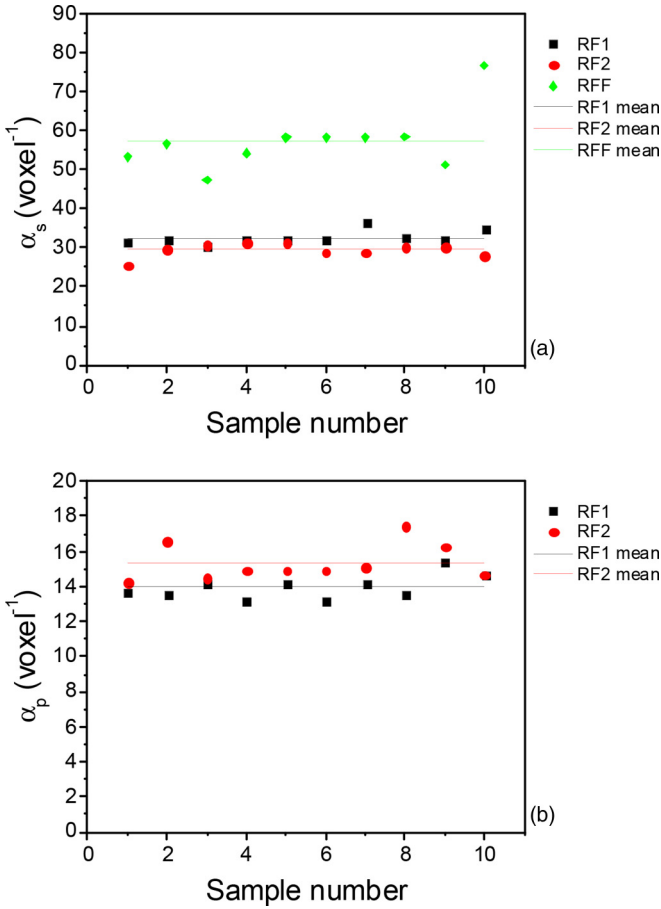 90
80
70
60
50
40
30
20
10
0
αs (voxel-1)
0 2 4 6 8 10
Sample number
RF1
RF2
RFF
RF1 mean
RF2 mean
RFF mean
(a)
20
18
16
14
12
10
8
6
4
2
0
αp (voxel-1)
0 2 4 6 8 10
Sample number
RF1
RF2
RF1 mean
RF2 mean
(b)